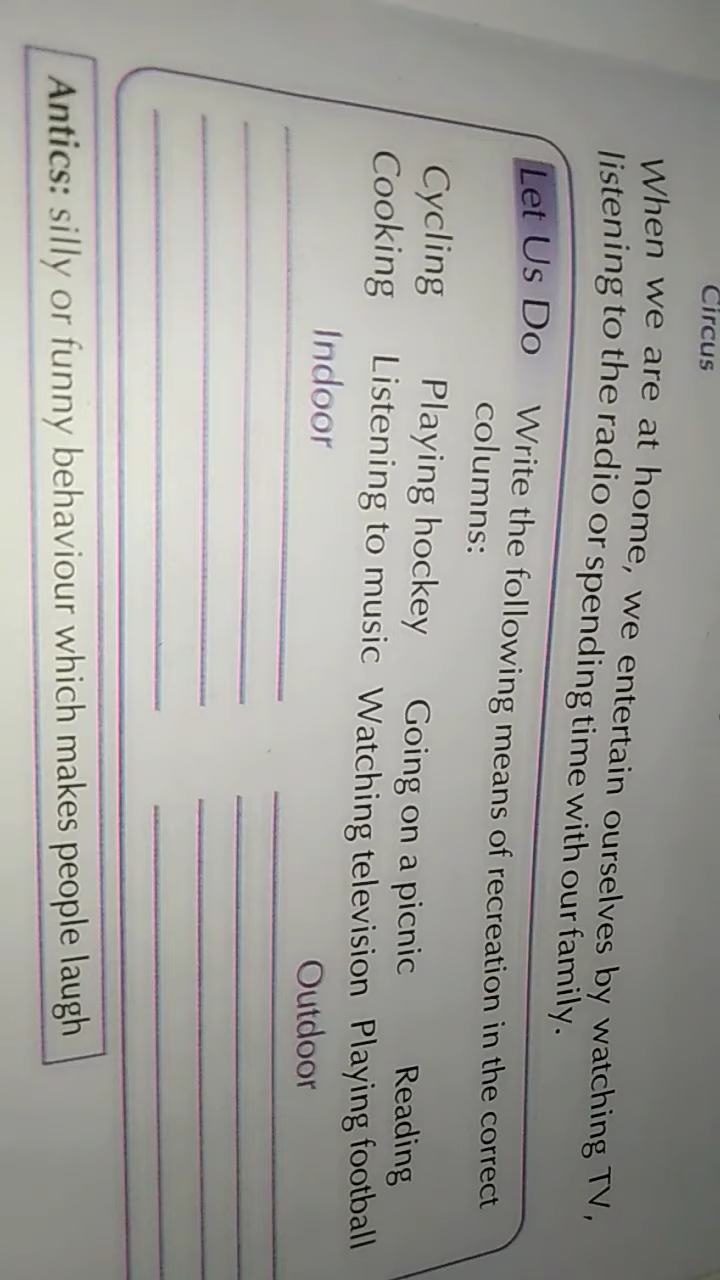 Circus
When we are at home, we entertain ourselves by watching TV,
listening to the radio or spending time with our family.
Let Us Do Write the following means of recreation in the correct
columns:
Cycling Playing hockey Going on a picnic Reading
Cooking Listening to music Watching television Playing football
Indoor Outdoor
Antics: silly or funny behaviour which makes people laugh